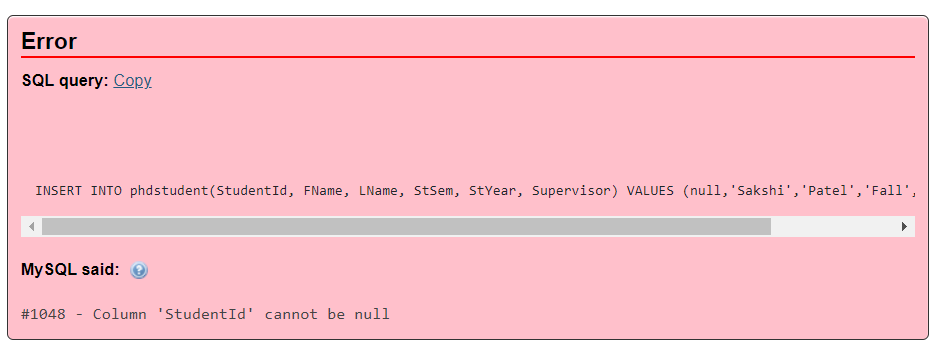 Error
SQL query: Copy
INSERT INTO phdstudent(StudentId, FName, LName, StSem, StYear, Supervisor) VALUES (null,'Sakshi','Patel','Fall',
MySQL said:
#1048 - Column 'StudentId' cannot be null